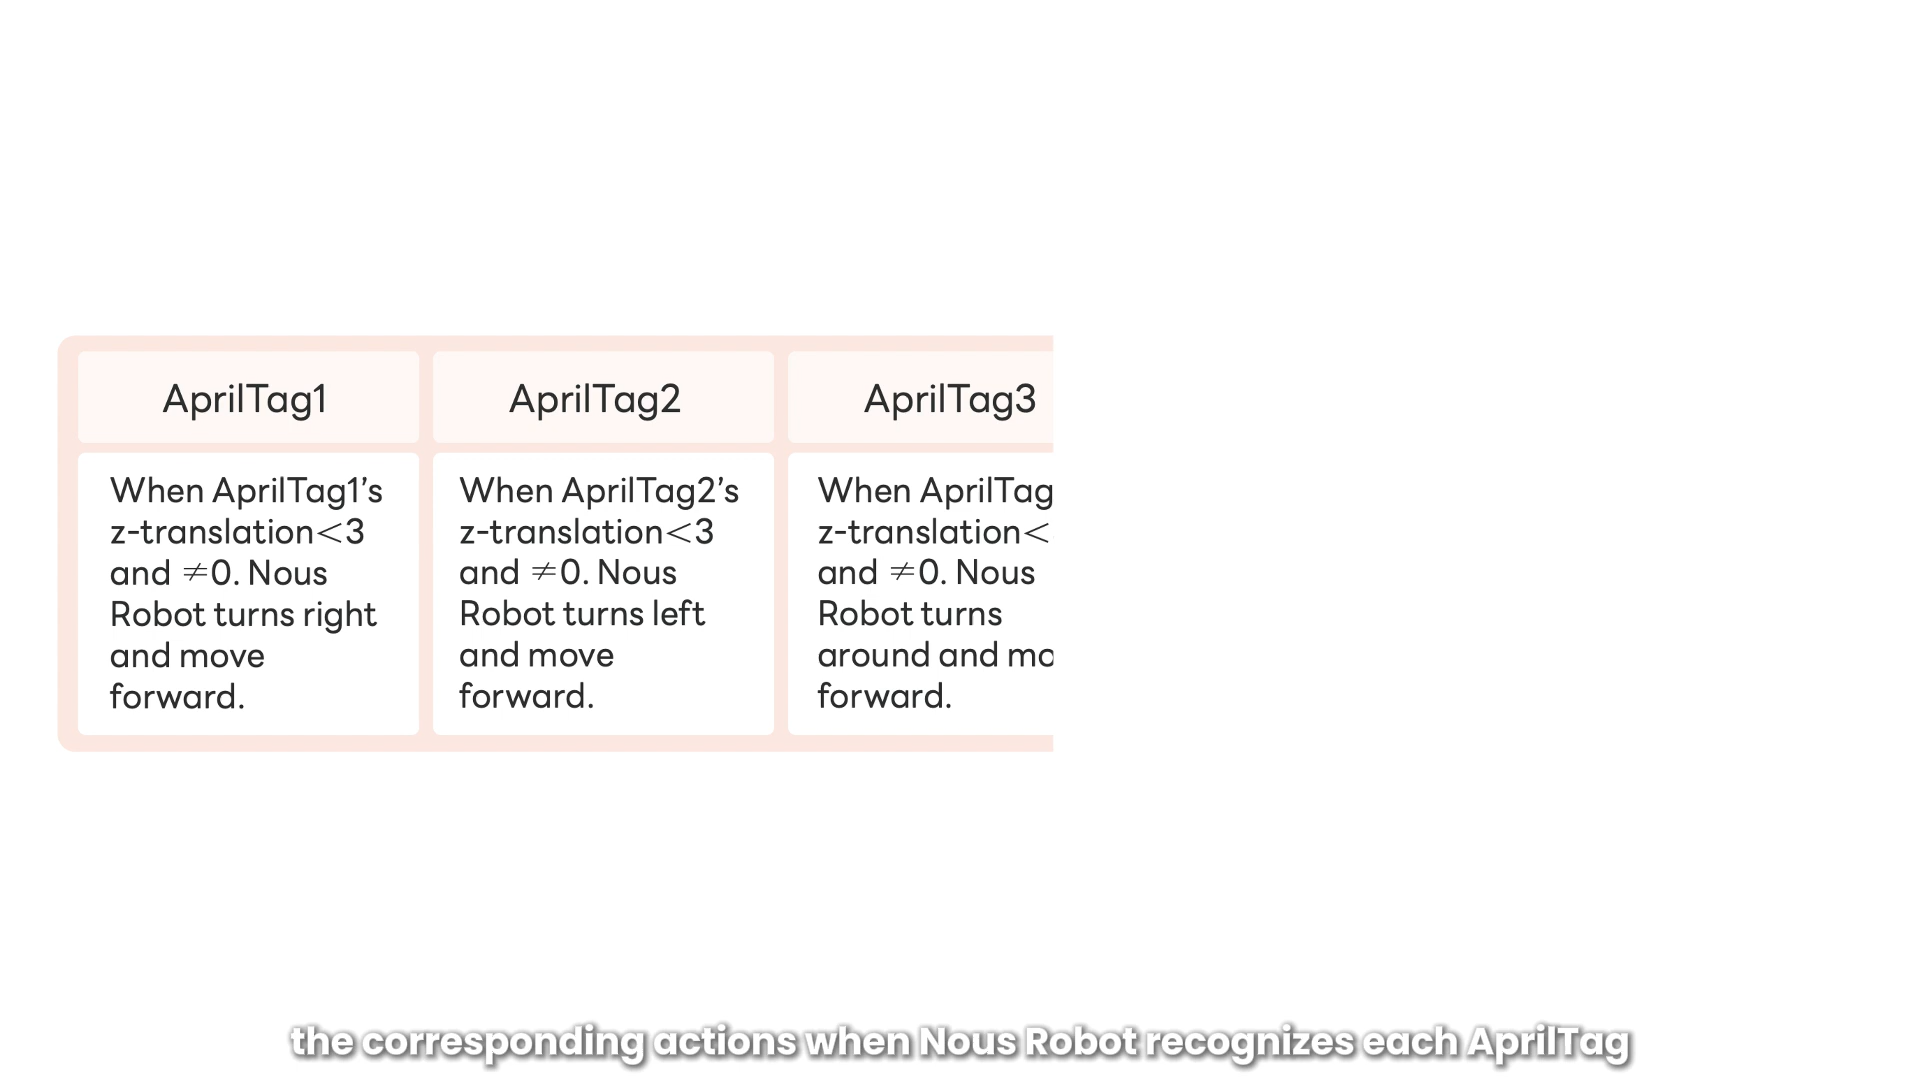 AprilTag1
AprilTag2
AprilTag3
When AprilTag1’s
z-translation<3
and ≠0. Nous
Robot turns right
and move
forward.
When AprilTag2’s
z-translation<3
and ≠0. Nous
Robot turns left
and move
forward.
When AprilTag
z-translation<
and ≠0. Nous
Robot turns
around and mo
forward.
the corresponding actions when Nous Robot recognizes each AprilTag